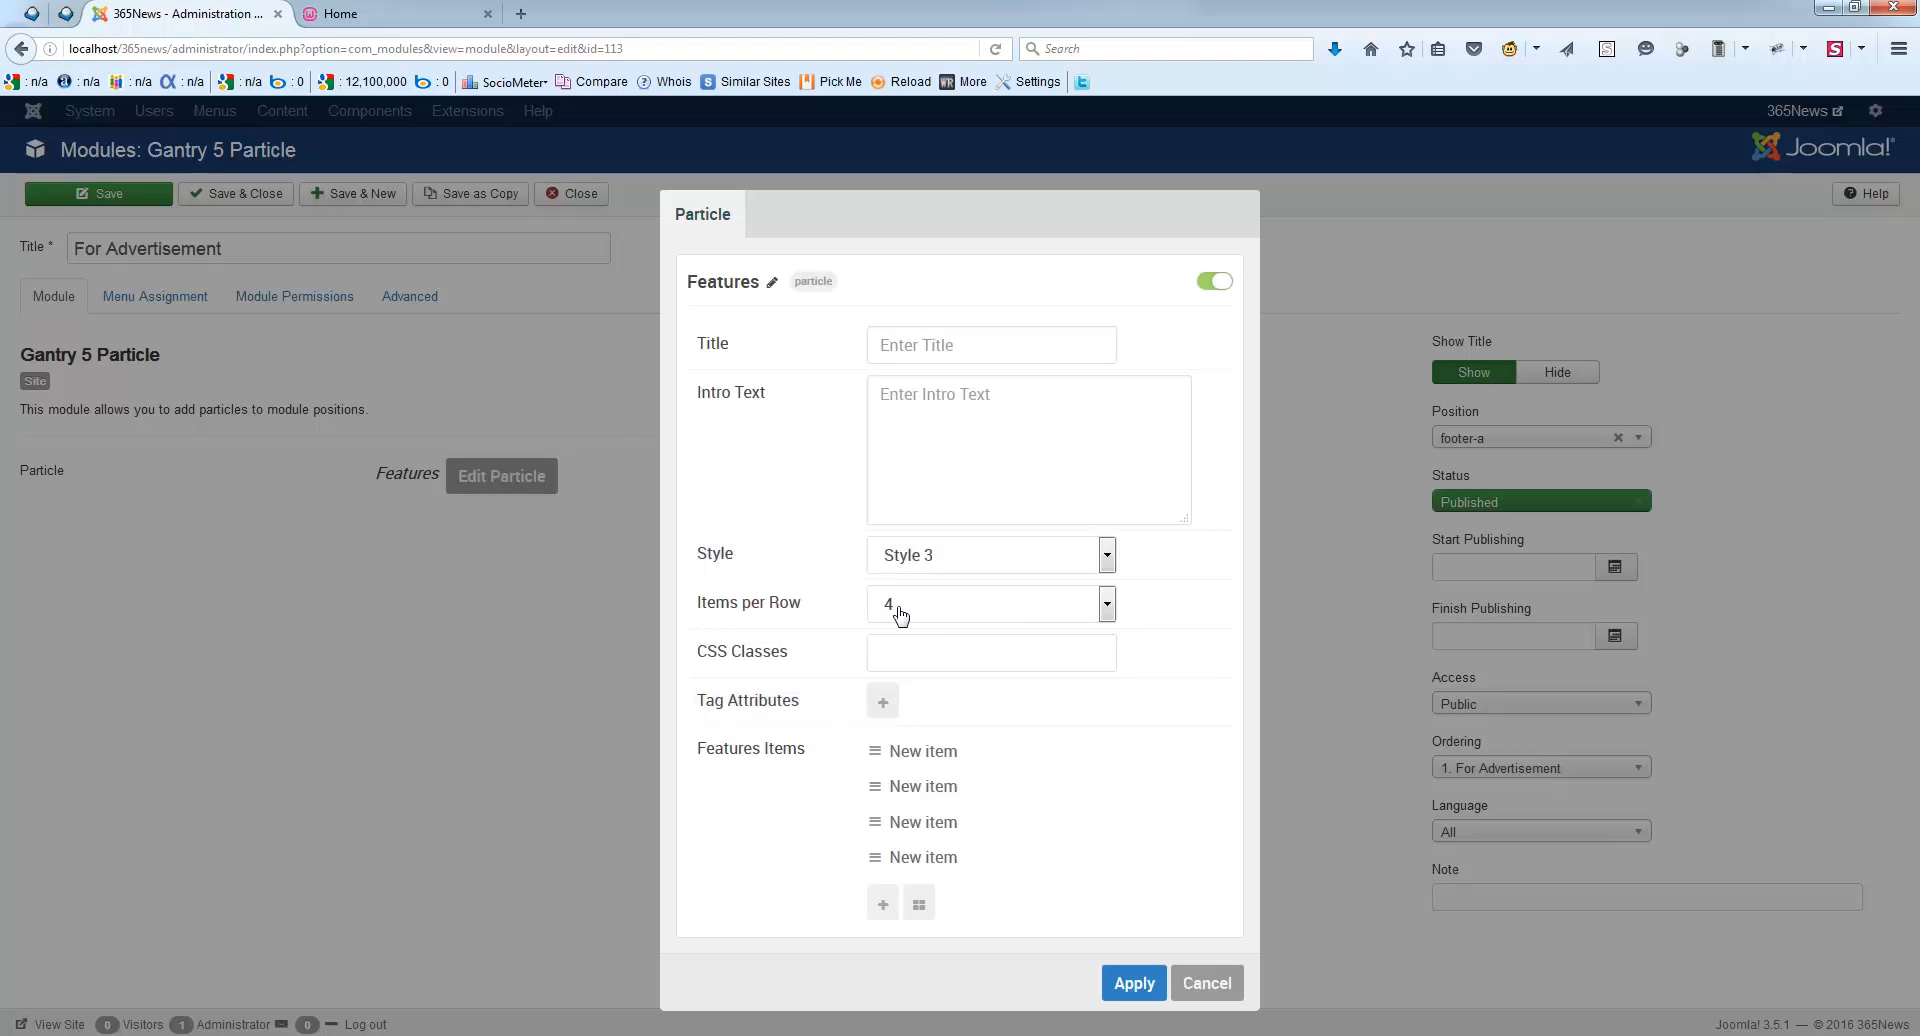 365News - Administration ...
Home
localhost/365news/administrator/index.php?option=com_modules&view=module&layout=edit&id=113
Search
: n/a : n/a : n/a : n/a : n/a : 0 : 12,100,000 : 0 SocioMeter Compare Whois Similar Sites Pick Me Reload More Settings
System Users Menus Content Components Extensions Help 365News
Modules: Gantry 5 Particle Joomla!
Save Save & Close Save & New Save as Copy Close Help
Title * For Advertisement
Module Menu Assignment Module Permissions Advanced
Gantry 5 Particle
Site
This module allows you to add particles to module positions.
Particle Features Edit Particle
Particle
Features particle
Title Enter Title
Intro Text Enter Intro Text
Style Style 3
Items per Row 4
CSS Classes
Tag Attributes +
Features Items New item
New item
New item
New item
+
Apply Cancel
Show Title
Show Hide
Position
footer-a
Status
Published
Start Publishing
Finish Publishing
Access
Public
Ordering
1. For Advertisement
Language
All
Note
View Site 0 Visitors 1 Administrator 0 Log out Joomla! 3.5.1 — © 2016 365News